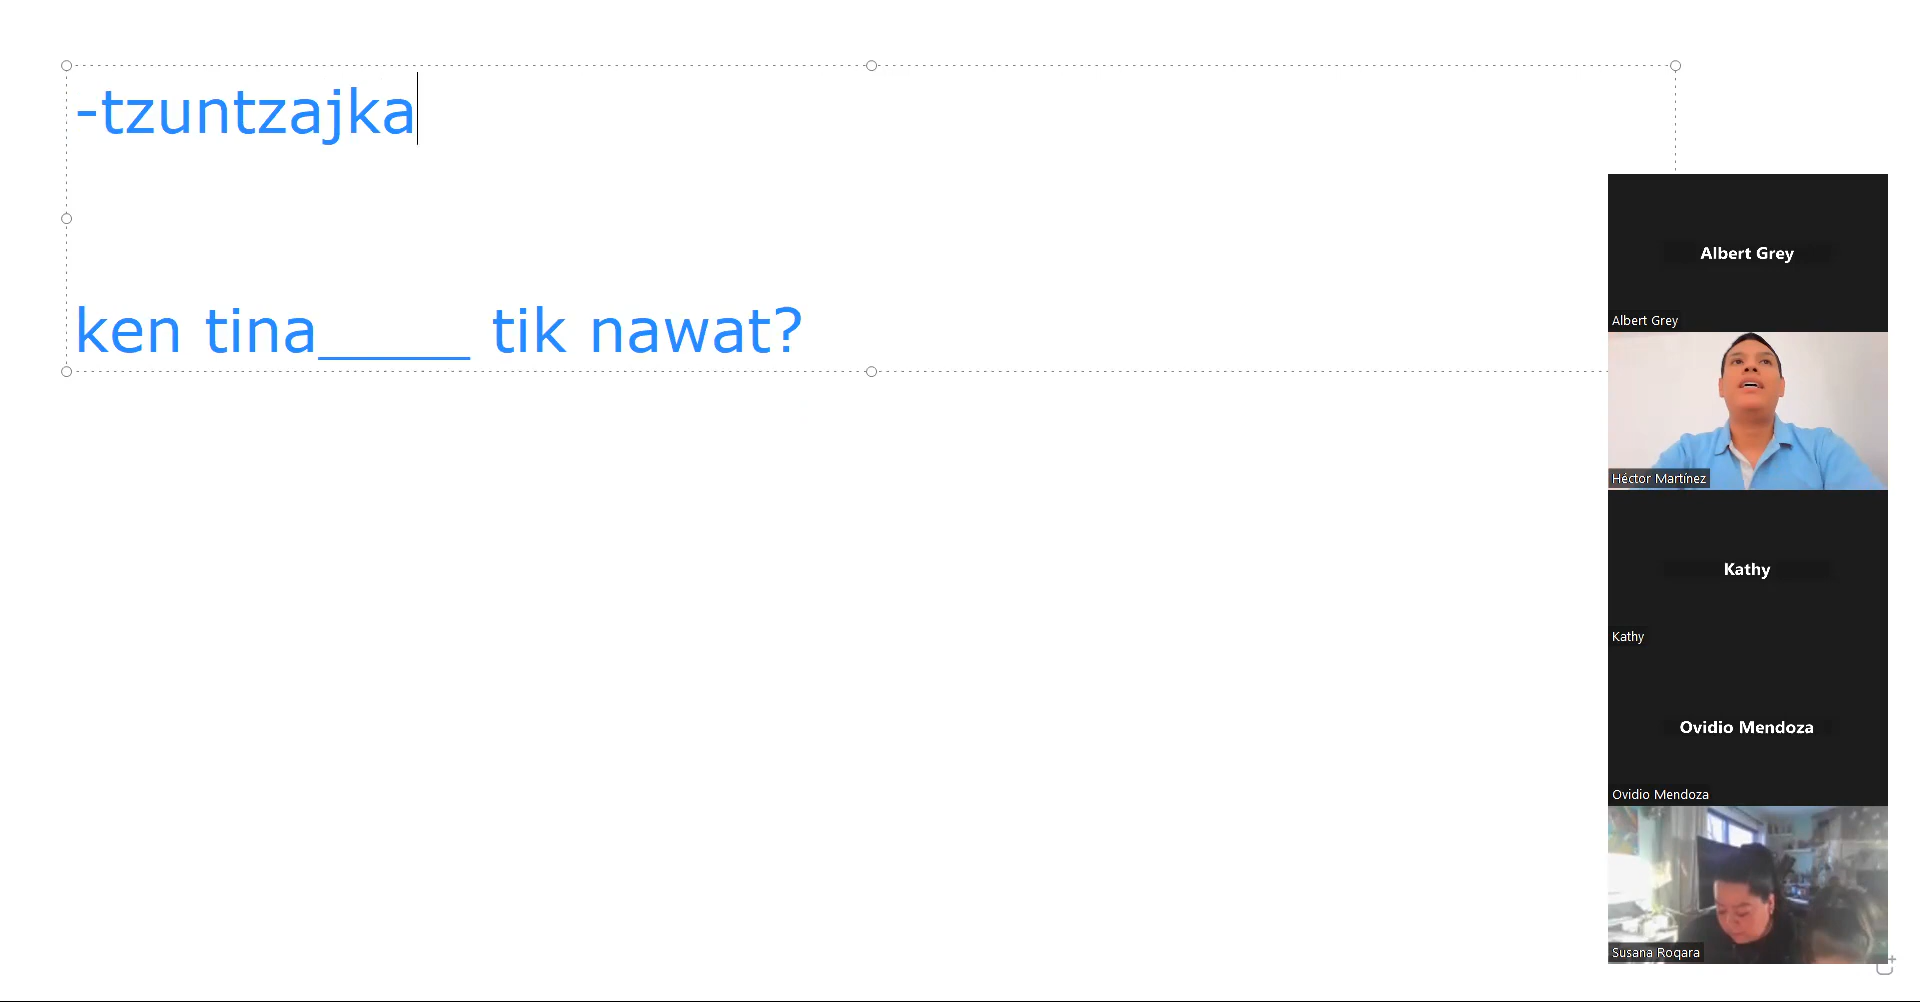 -tzuntzajka
ken tina_____ tik nawat?
Albert Grey
Albert Grey
Héctor Martínez
Kathy
Kathy
Ovidio Mendoza
Ovidio Mendoza
Susana Roqara